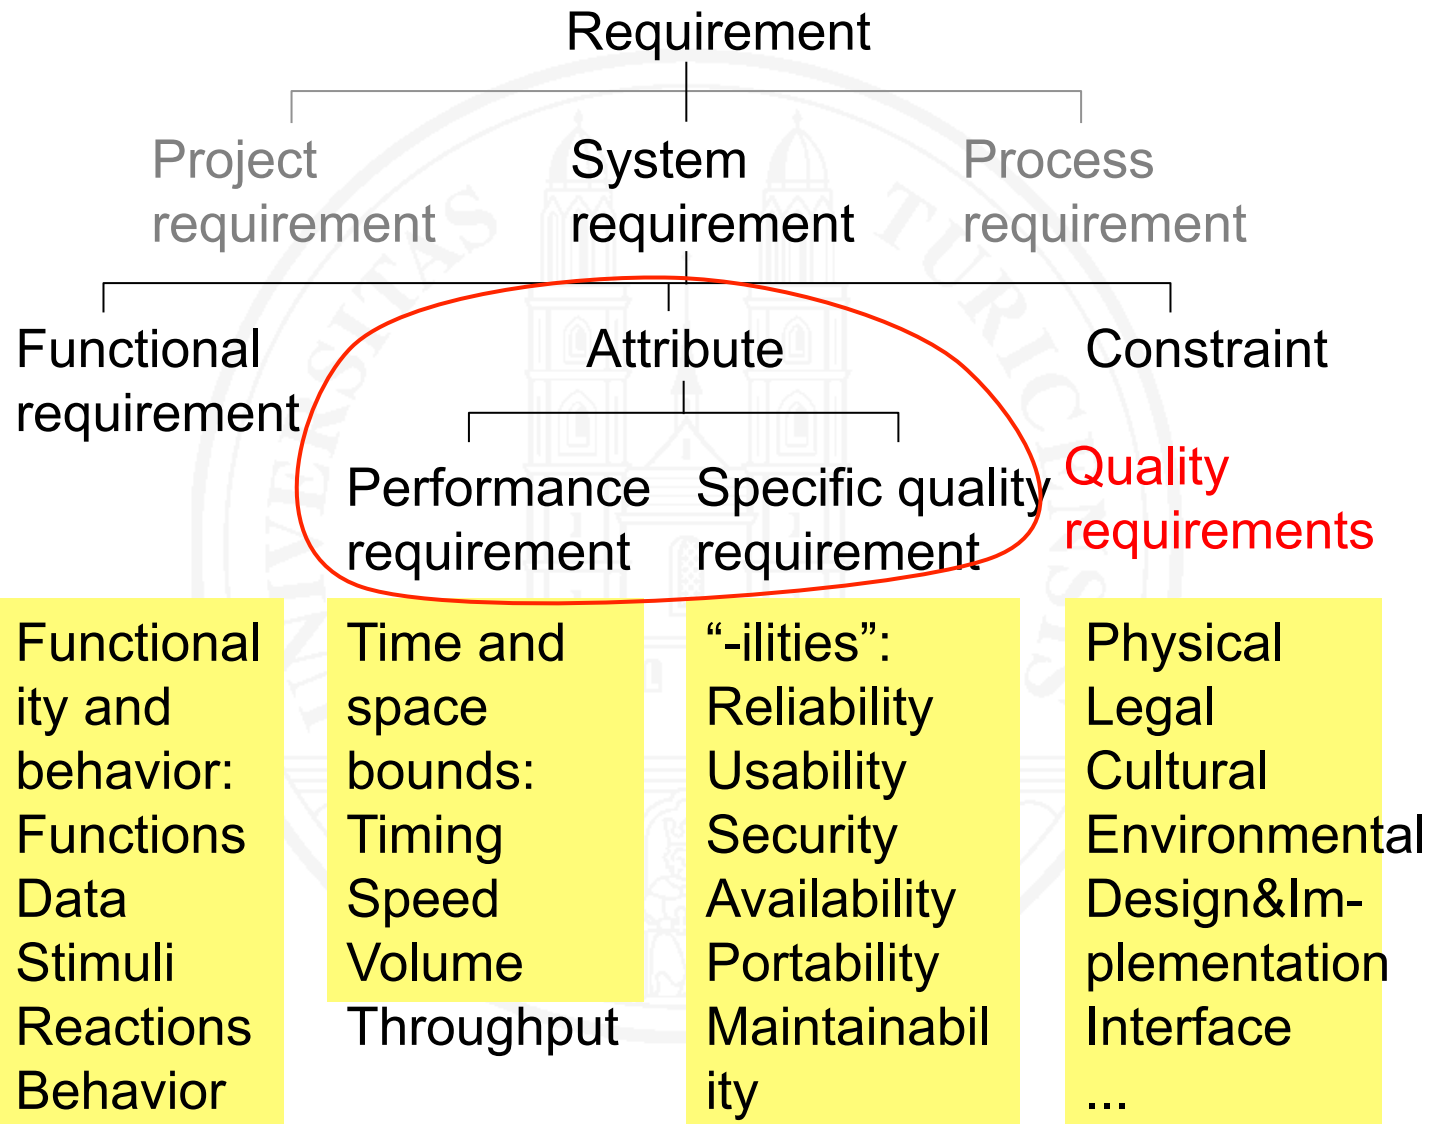 Requirement
Project
requirement
System
requirement
Process
requirement
Functional
requirement
Attribute
Constraint
Performance
requirement
Specific quality
requirement
Quality
requirements
Functional
ity and
behavior:
Functions
Data
Stimuli
Reactions
Behavior
Time and
space
bounds:
Timing
Speed
Volume
Throughput
“-ilities”:
Reliability
Usability
Security
Availability
Portability
Maintainabil
ity
Physical
Legal
Cultural
Environmental
Design&Im-
plementation
Interface
...
UNIVERSITAS TURICENSIS